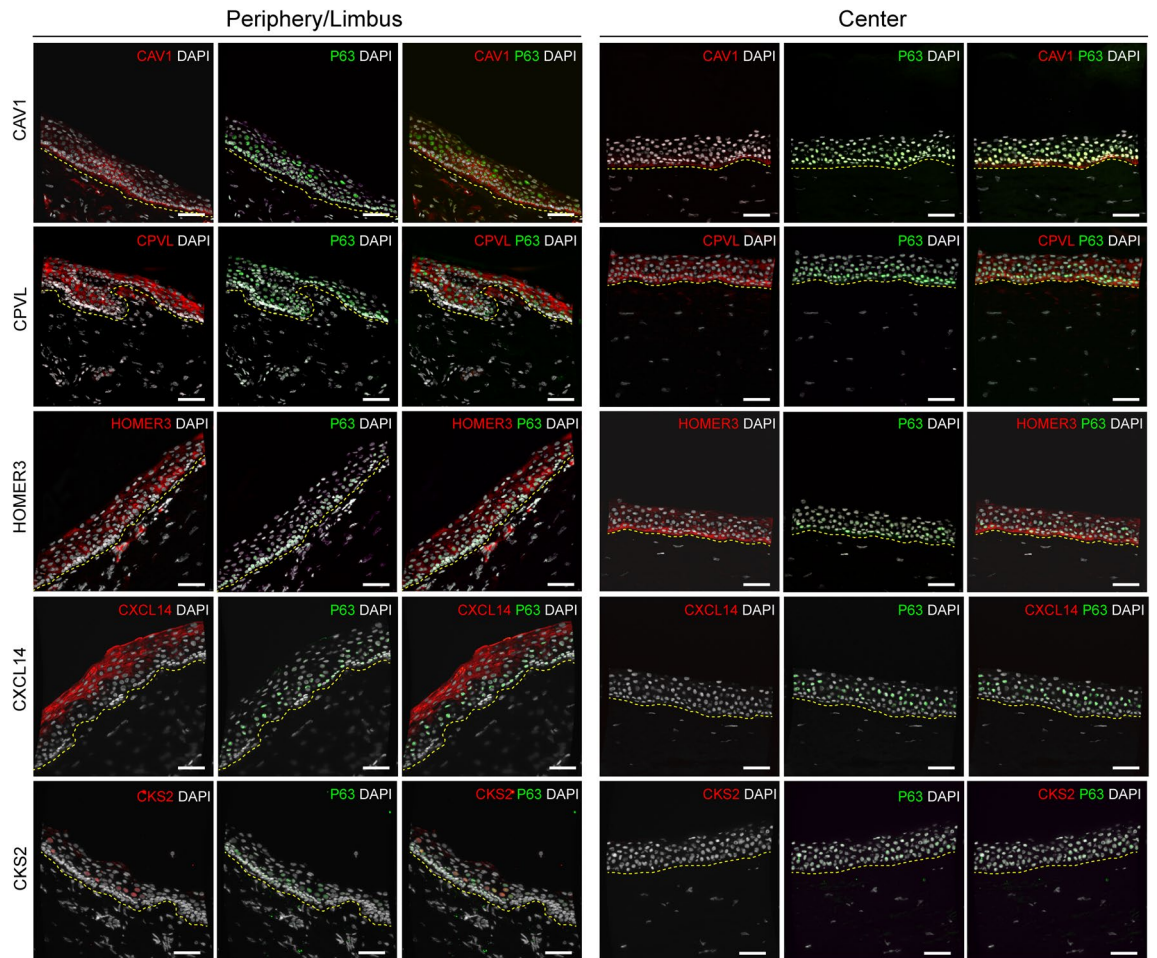 Periphery/Limbus Center
CAV1
CAV1 DAPI P63 DAPI CAV1 P63 DAPI CAV1 DAPI P63 DAPI CAV1 P63 DAPI
CPVL
CPVL DAPI P63 DAPI CPVL P63 DAPI CPVL DAPI P63 DAPI CPVL P63 DAPI
HOMER3
HOMER3 DAPI P63 DAPI HOMER3 P63 DAPI HOMER3 DAPI P63 DAPI HOMER3 P63 DAPI
CXCL14
CXCL14 DAPI P63 DAPI CXCL14 P63 DAPI CXCL14 DAPI P63 DAPI CXCL14 P63 DAPI
CKS2
CKS2 DAPI P63 DAPI CKS2 P63 DAPI CKS2 DAPI P63 DAPI CKS2 P63 DAPI